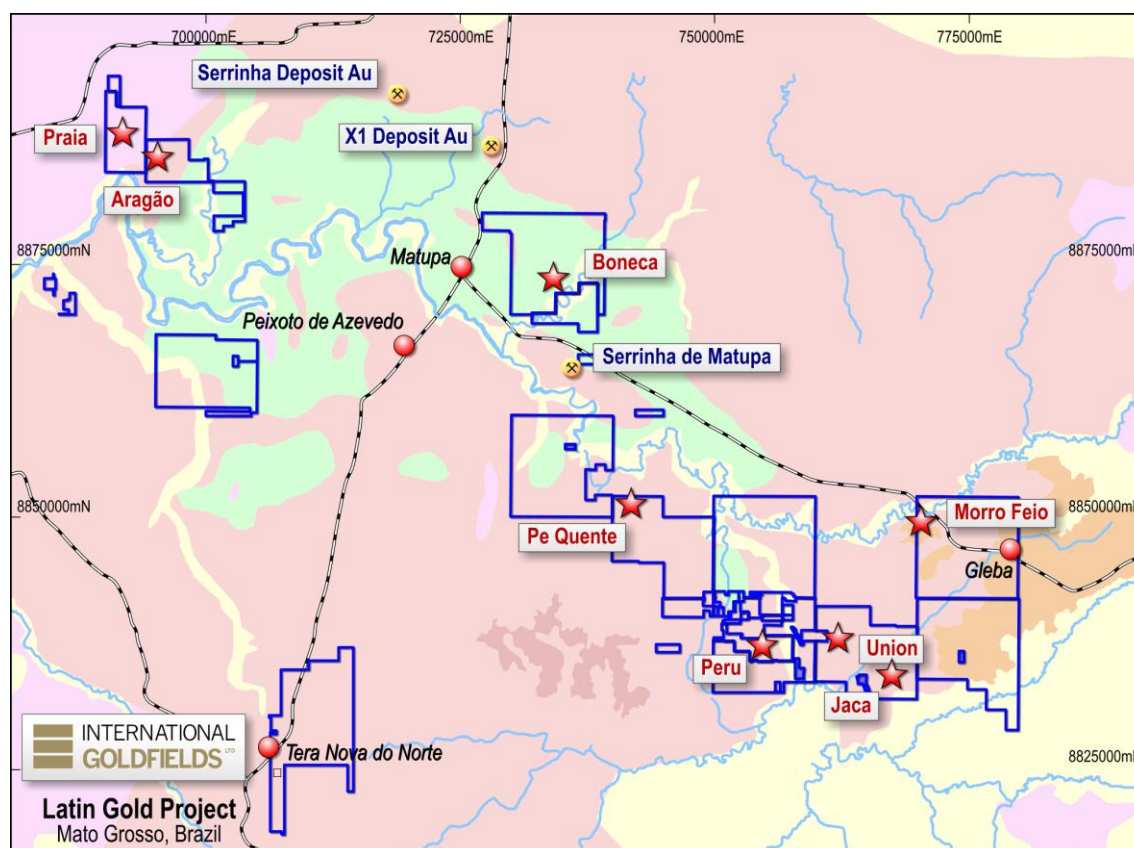 700000mE
725000mE
750000mE
775000mE
Serrinha Deposit Au
Praia
X1 Deposit Au
Aragão
8875000mN
Matupa
Boneca
8875000mN
Peixoto de Azevedo
Serrinha de Matupa
8850000mN
Morro Feio
8850000mN
Pe Quente
Gleba
Union
Peru
Jaca
INTERNATIONAL
GOLDFIELDS LTD
Tera Nova do Norte
8825000mN
Latin Gold Project
Mato Grosso, Brazil